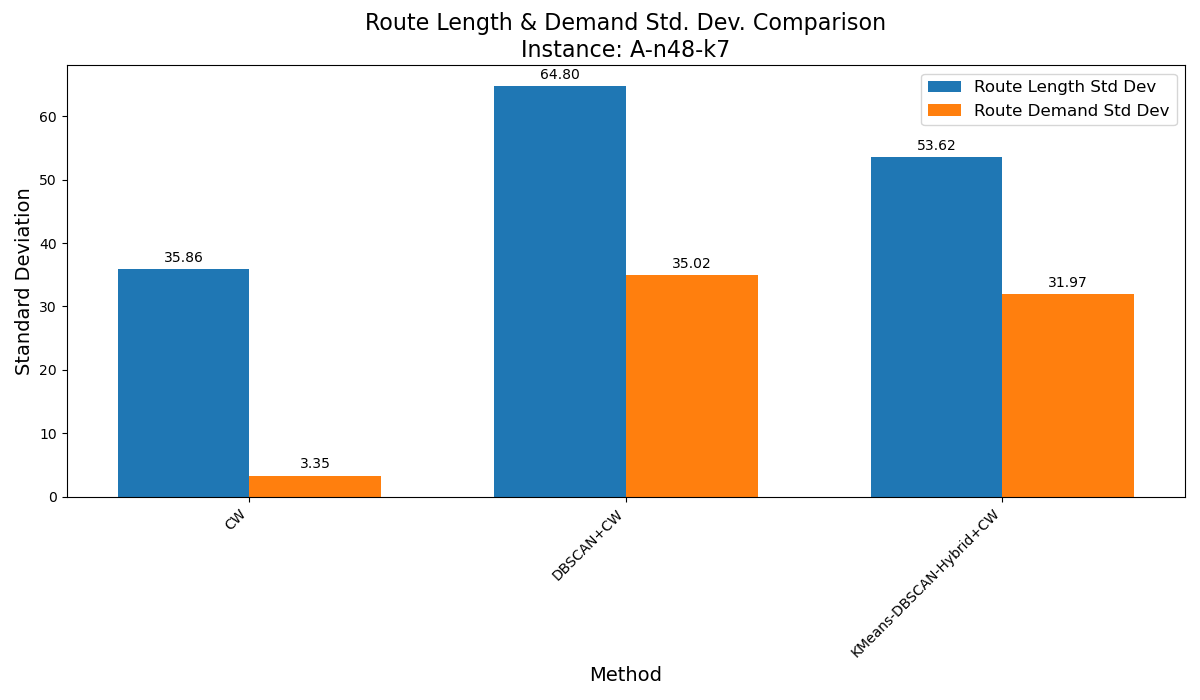 Route Length & Demand Std. Dev. Comparison
Instance: A-n48-k7
Route Length Std Dev
Route Demand Std Dev
Standard Deviation
60
50
40
30
20
10
0
35.86
3.35
64.80
35.02
53.62
31.97
CW
DBSCAN+CW
KMeans-DBSCAN-Hybrid+CW
Method